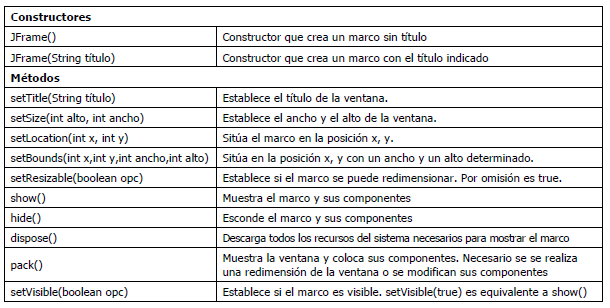 Constructores
JFrame() Constructor que crea un marco sin título
JFrame(String título) Constructor que crea un marco con el título indicado
Métodos
setTitle(String título) Establece el título de la ventana.
setSize(int alto, int ancho) Establece el ancho y el alto de la ventana.
setLocation(int x, int y) Sitúa el marco en la posición x, y.
setBounds(int x,int y,int ancho,int alto) Sitúa en la posición x, y con un ancho y un alto determinado.
setResizable(boolean opc) Establece si el marco se puede redimensionar. Por omisión es true.
show() Muestra el marco y sus componentes
hide() Esconde el marco y sus componentes
dispose() Descarga todos los recursos del sistema necesarios para mostrar el marco
pack() Muestra la ventana y coloca sus componentes. Necesario se se realiza
una redimensión de la ventana o se modifican sus componentes
setVisible(boolean opc) Establece si el marco es visible. setVisible(true) es equivalente a show()